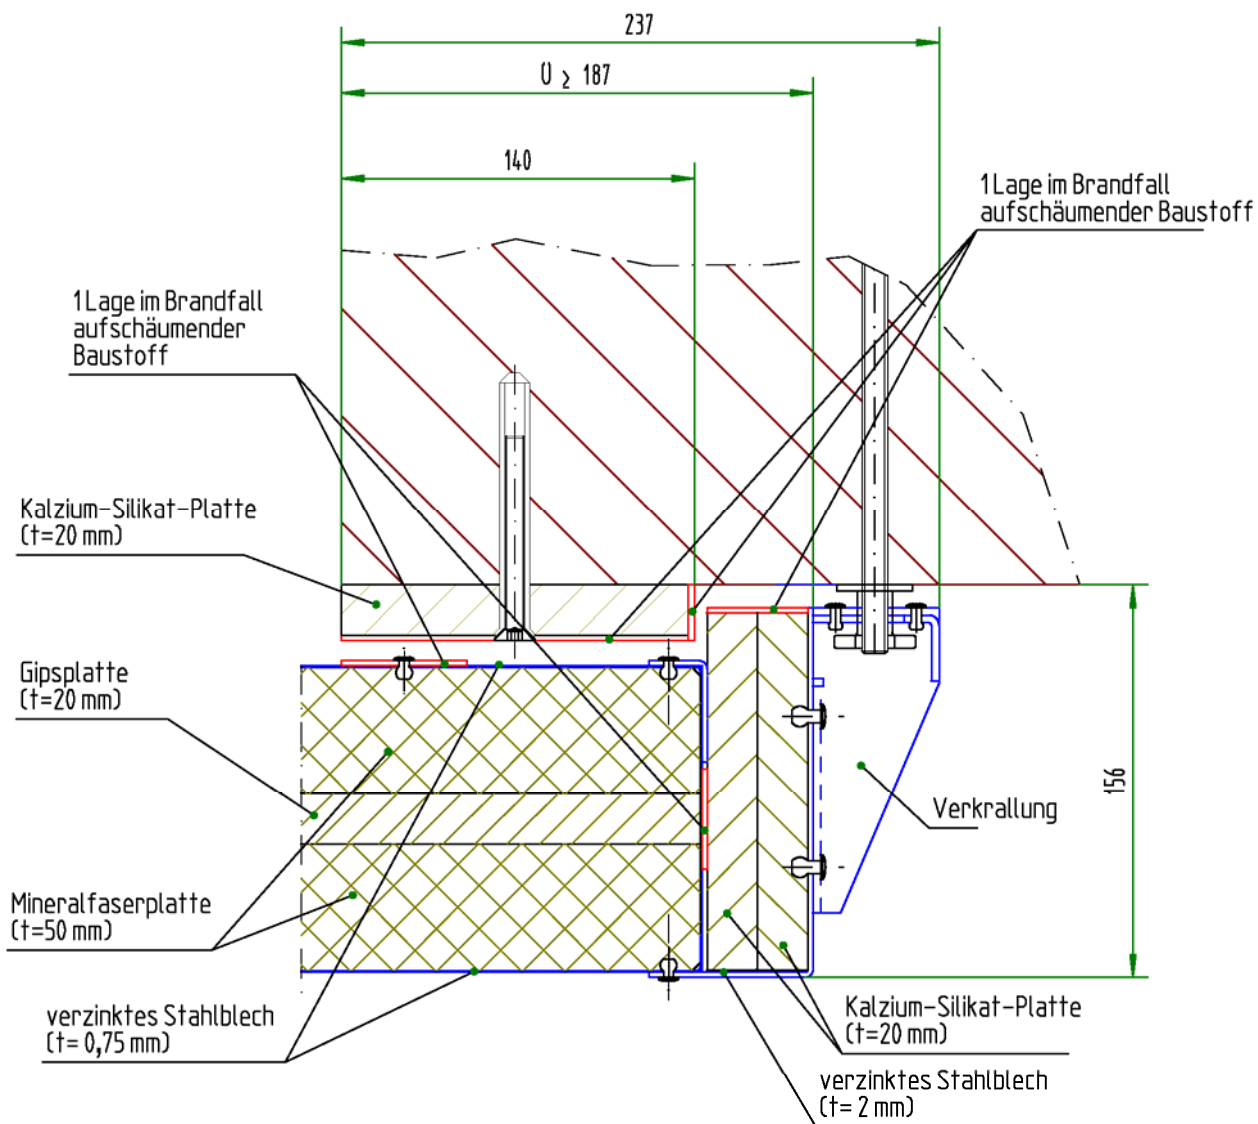 237
Ü ≥ 187
140
1 Lage im Brandfall
aufschäumender Baustoff
1 Lage im Brandfall
aufschäumender
Baustoff
Kalzium-Silikat-Platte
(t=20 mm)
Gipsplatte
(t=20 mm)
156
Verkrallung
Mineralfaserplatte
(t=50 mm)
verzinktes Stahlblech
(t= 0,75 mm)
Kalzium-Silikat-Platte
(t=20 mm)
verzinktes Stahlblech
(t= 2 mm)